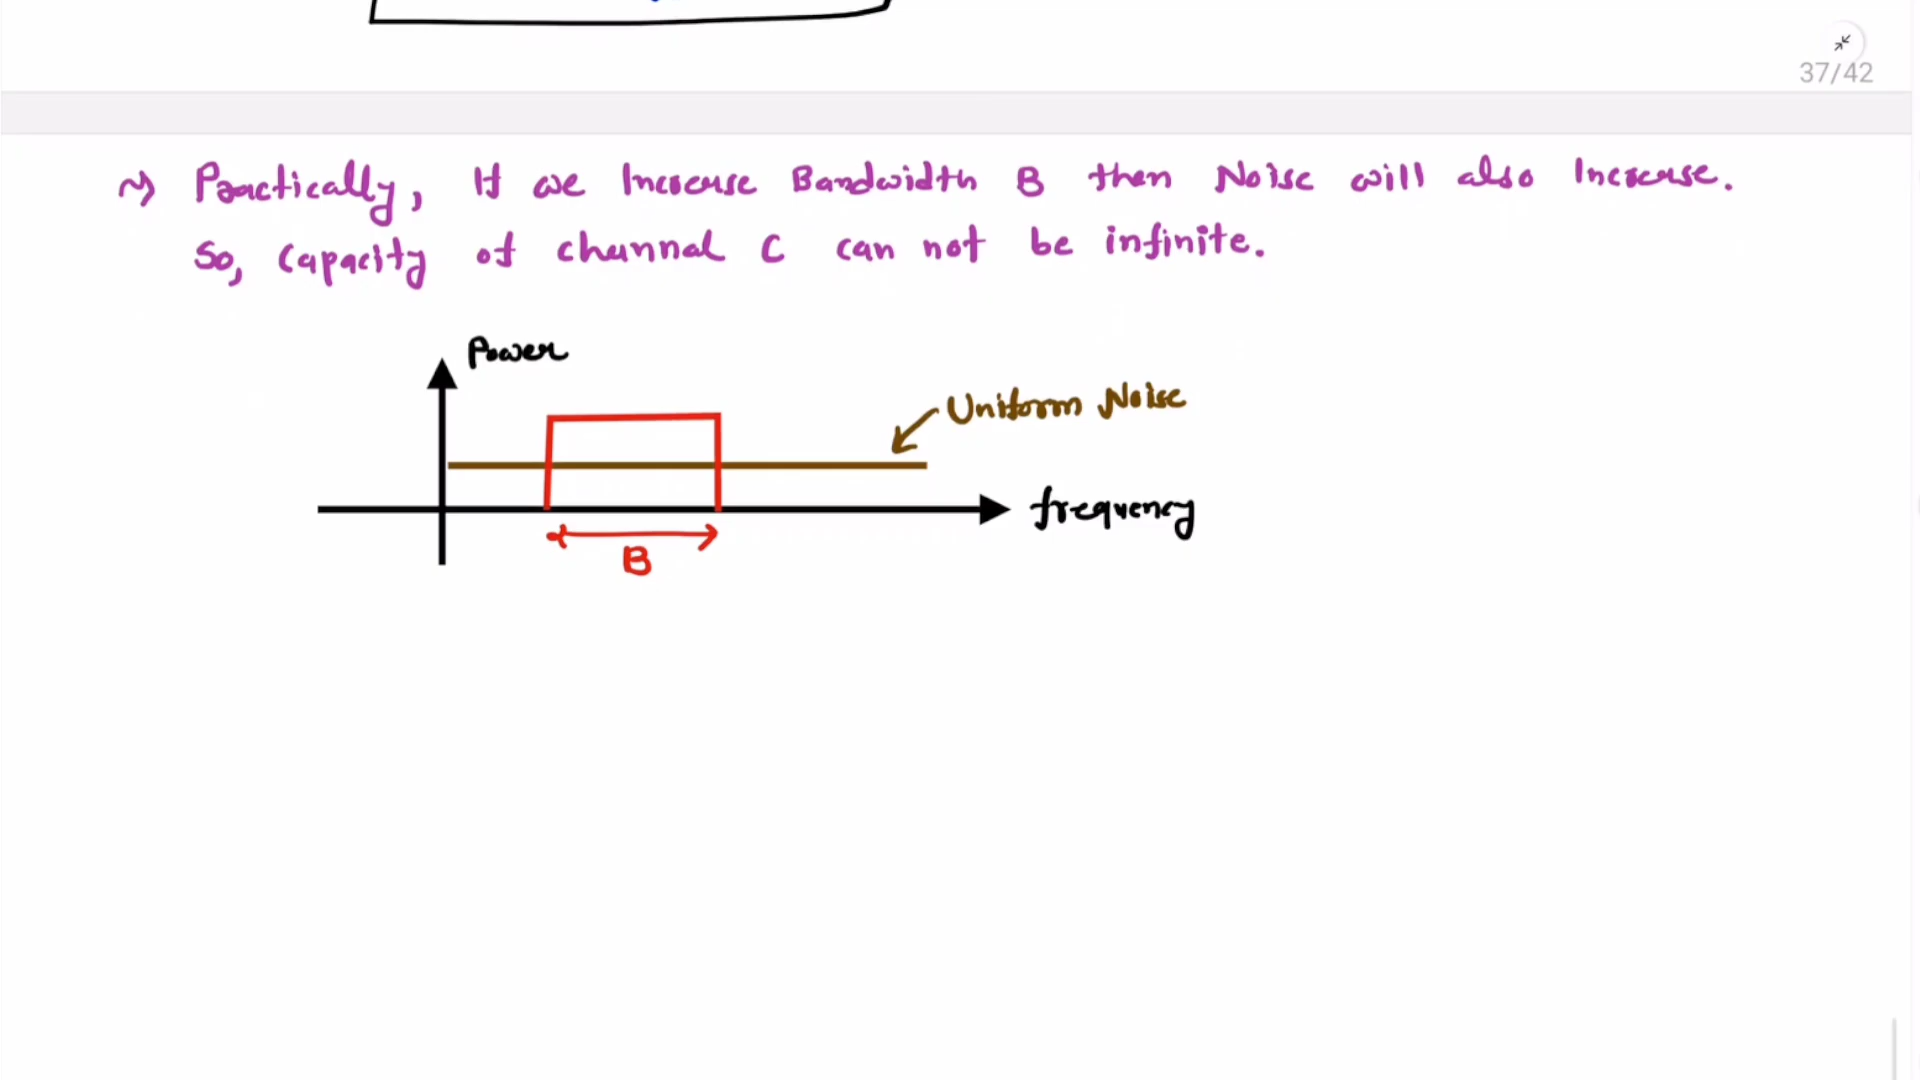 37/42
~> Practically, If we Increase Bandwidth B then Noise will also Increase.
So, Capacity of channal C can not be infinite.
Power
Uniform Noise
frequency
B